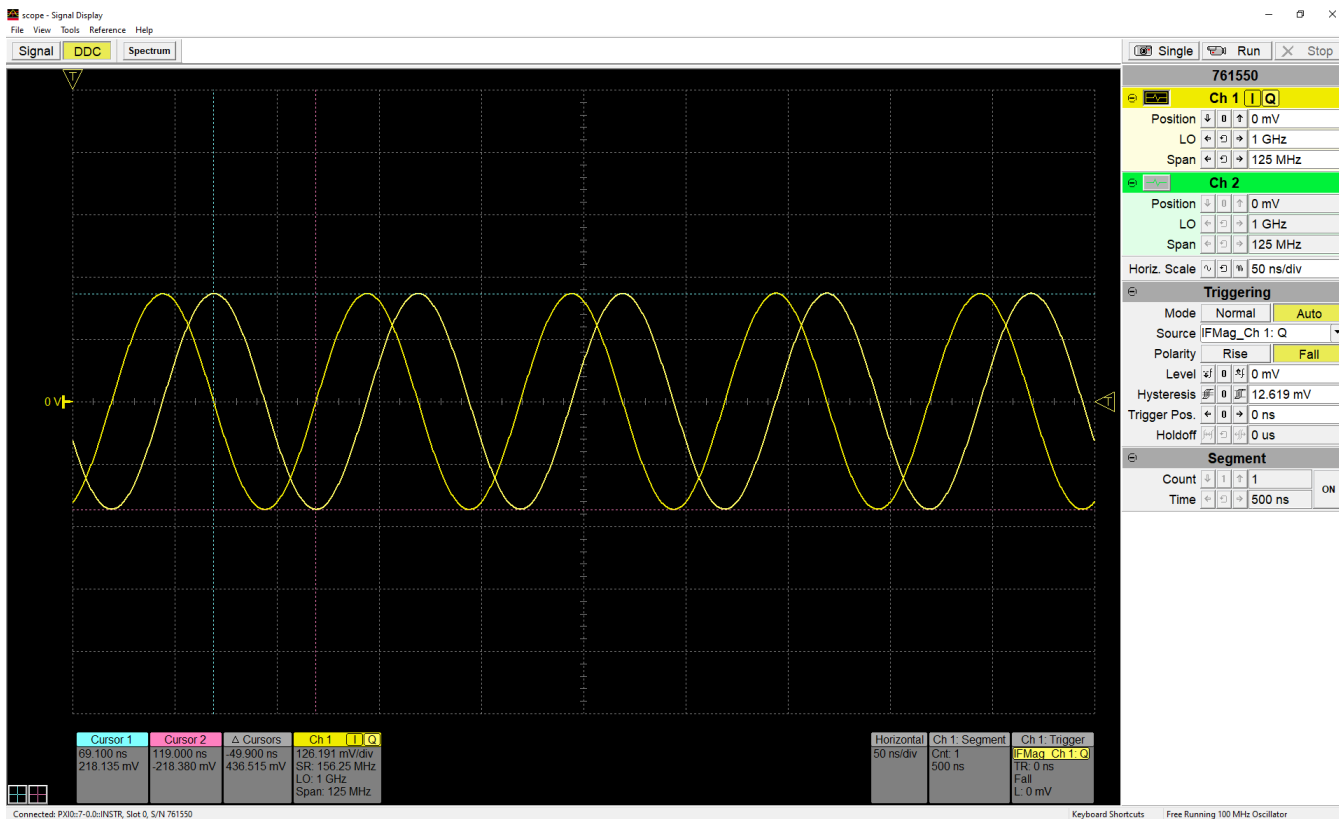 scope - Signal Display
File View Tools Reference Help
Signal DDC Spectrum
Single Run Stop
761550
Ch 1 I Q
Position 0 0 mV
LO 1 GHz
Span 125 MHz
Ch 2
Position 0 0 mV
LO 1 GHz
Span 125 MHz
Horiz. Scale 50 ns/div
Triggering
Mode Normal Auto
Source IFMag_Ch 1: Q
Polarity Rise Fall
Level 0 0 mV
Hysteresis 0 12.619 mV
Trigger Pos. 0 0 ns
Holdoff 0 us
Segment
Count 1 1
Time 500 ns
ON
T
0 V
T
Cursor 1
69.100 ns
218.135 mV
Cursor 2
119.000 ns
-218.380 mV
Δ Cursors
-49.900 ns
436.515 mV
Ch 1 I Q
126.191 mV/div
SR: 156.25 MHz
LO: 1 GHz
Span: 125 MHz
Horizontal
50 ns/div
Ch 1: Segment
Cnt: 1
500 ns
Ch 1: Trigger
IFMag_Ch 1: Q
TR: 0 ns
Fall
L: 0 mV
Connected: PXI0::7-0.0::INSTR, Slot 0, S/N 761550
Keyboard Shortcuts Free Running 100 MHz Oscillator